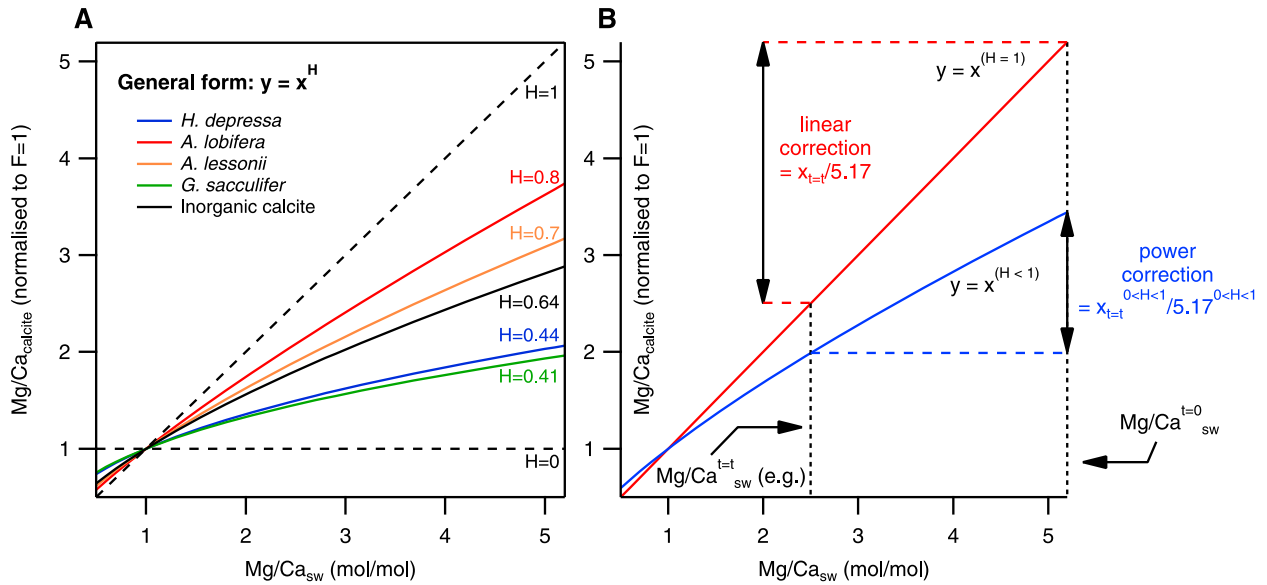 A
General form: y = x^H
H. depressa
A. lobifera
A. lessonii
G. sacculifer
Inorganic calcite
H=1
H=0.8
H=0.7
H=0.64
H=0.44
H=0.41
H=0
5
4
3
2
1
Mg/Ca_calcite (normalised to F=1)
1 2 3 4 5
Mg/Ca_sw (mol/mol)
B
y = x^(H = 1)
linear
correction
= x_t=t/5.17
y = x^(H < 1)
power
correction
= x_t=t^0<H<1/5.17^0<H<1
Mg/Ca^t=0_sw
Mg/Ca^t=t_sw (e.g.)
5
4
3
2
1
Mg/Ca_calcite (normalised to F=1)
1 2 3 4 5
Mg/Ca_sw (mol/mol)